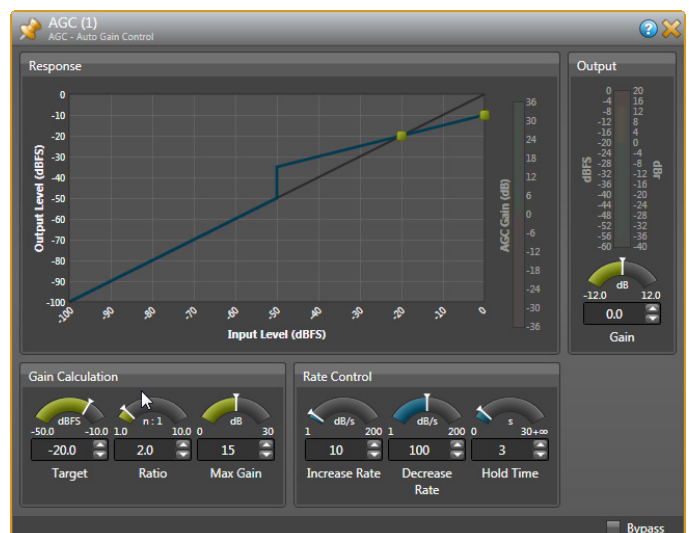 AGC (1)
AGC - Auto Gain Control
Response
Output Level (dBFS)
0
-10
-20
-30
-40
-50
-60
-70
-80
-90
-100
-100 -90 -80 -70 -60 -50 -40 -30 -20 -10 0
Input Level (dBFS)
AGC Gain (dB)
36
30
24
18
12
6
0
-6
-12
-18
-24
-30
-36
Output
dBFS
dBr
0 20
-4 16
-8 12
-12 8
-16 4
-20 0
-24 -4
-28 -8
-32 -12
-36 -16
-40 -20
-44 -24
-48 -28
-52 -32
-56 -36
-60 -40
dB
-12.0 12.0
0.0
Gain
Gain Calculation
dBFS
-50.0 -10.0
-20.0
Target
n : 1
1.0 10.0
2.0
Ratio
dB
0 30
15
Max Gain
Rate Control
dB/s
1 200
10
Increase Rate
dB/s
1 200
100
Decrease
Rate
s
0 30+∞
3
Hold Time
Bypass